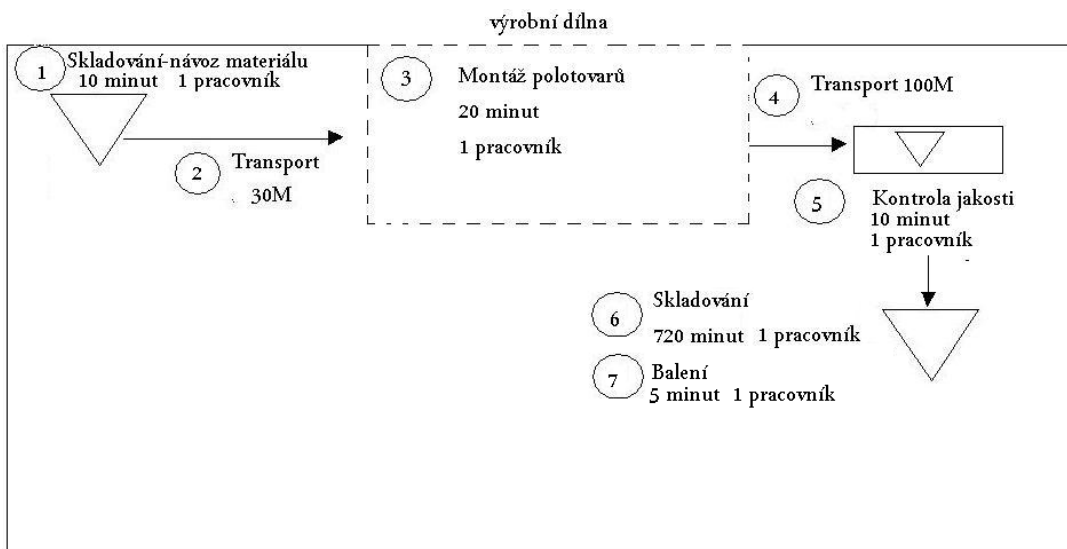 výrobní dílna
1
Skladování-návoz materiálu
10 minut 1 pracovník
2
Transport
30M
3
Montáž polotovarů
20 minut
1 pracovník
4
Transport 100M
5
Kontrola jakosti
10 minut
1 pracovník
6
Skladování
720 minut 1 pracovník
7
Balení
5 minut 1 pracovník